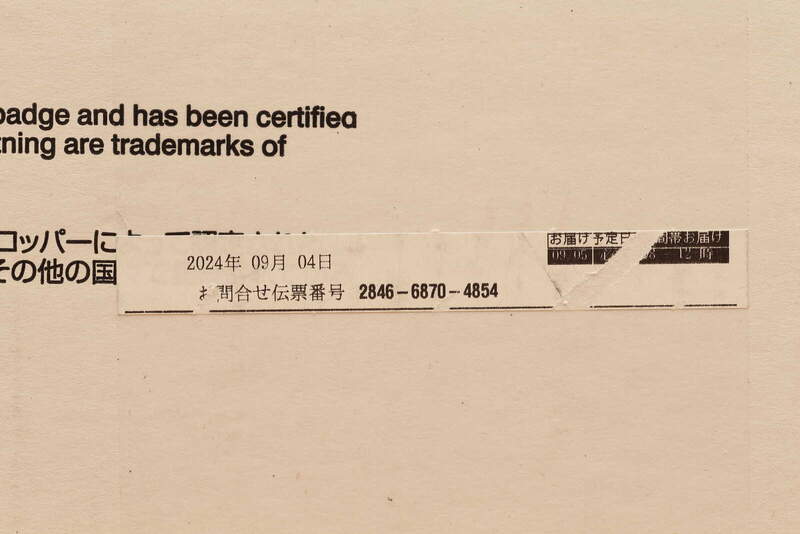 badge and has been certified
tning are trademarks of
ロッパーに
その他の国
2024年 09月 04日
お問合せ伝票番号 2846-6870-4854
お届け予定日 間帯お届け
09/05 12時